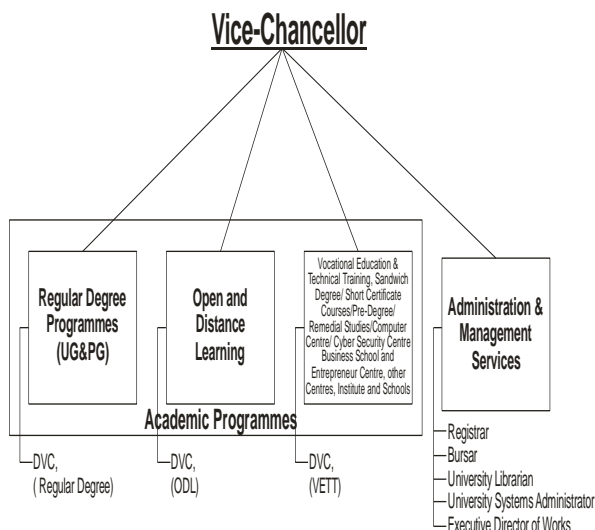 Vice-Chancellor
Regular Degree
Programmes
(UG&PG)
Open and
Distance
Learning
Vocational Education &
Technical Training, Sandwich
Degree/ Short Certificate
Courses/Pre-Degree/
Remedial Studies/Computer
Centre/ Cyber Security Centre
Business School and
Entrepreneur Centre, other
Centres, Institute and Schools
Administration &
Management
Services
Academic Programmes
DVC,
( Regular Degree)
DVC,
(ODL)
DVC,
(VETT)
Registrar
Bursar
University Librarian
University Systems Administrator
Executive Director of Works